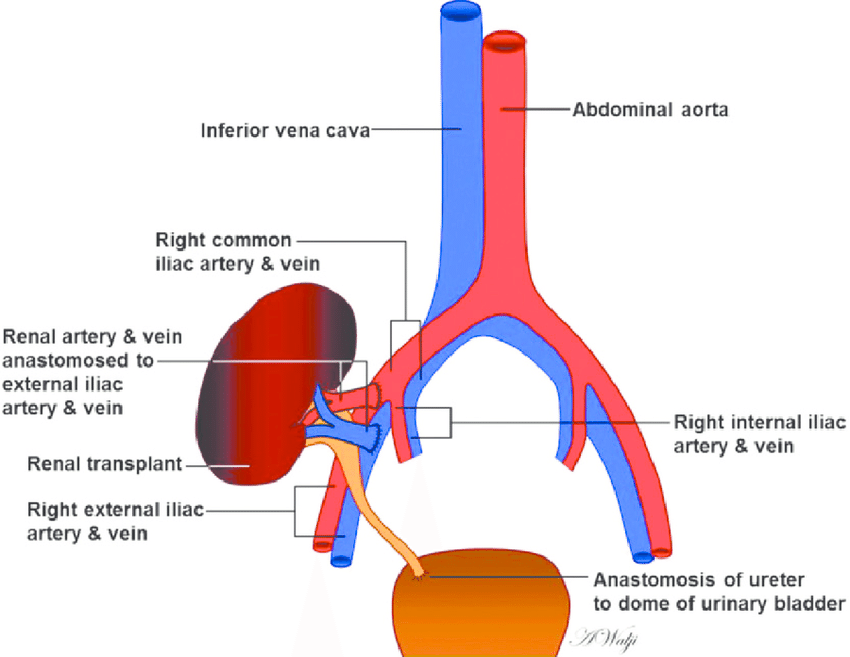 Abdominal aorta
Inferior vena cava
Right common
iliac artery & vein
Renal artery & vein
anastomosed to
external iliac
artery & vein
Right internal iliac
artery & vein
Renal transplant
Right external iliac
artery & vein
Anastomosis of ureter
to dome of urinary bladder
AWalji